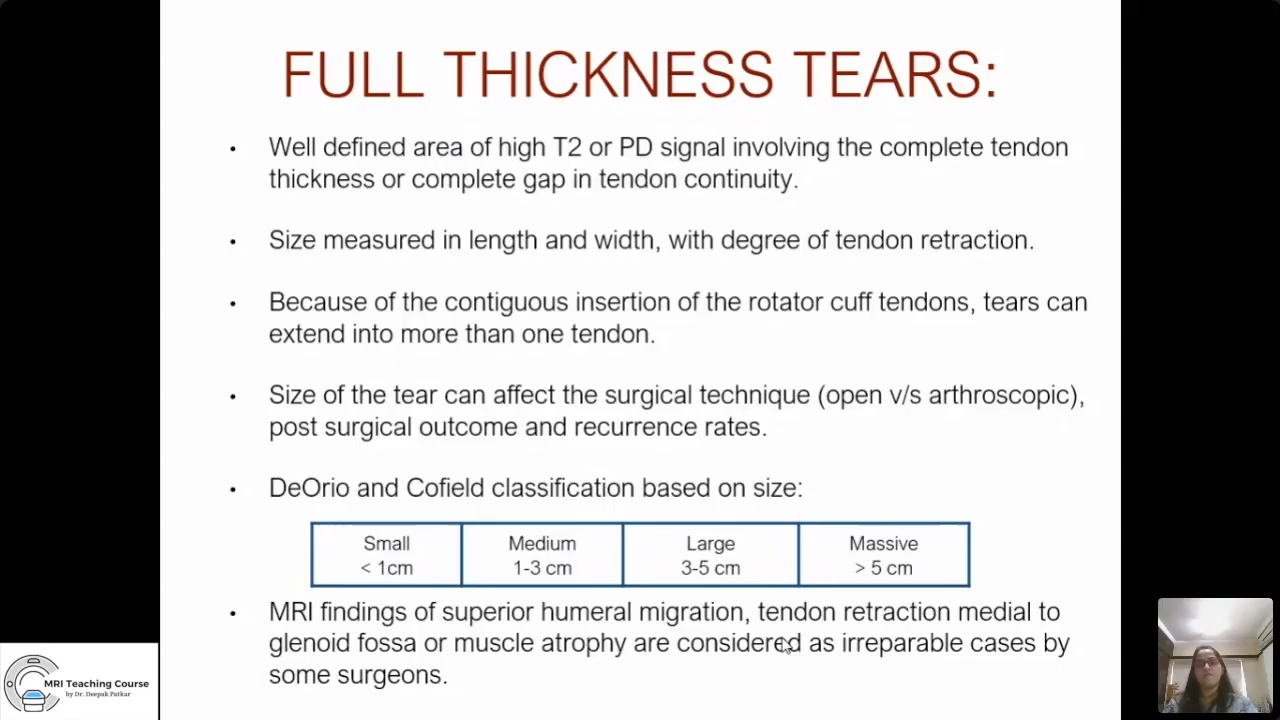 FULL THICKNESS TEARS:
• Well defined area of high T2 or PD signal involving the complete tendon
thickness or complete gap in tendon continuity.
• Size measured in length and width, with degree of tendon retraction.
• Because of the contiguous insertion of the rotator cuff tendons, tears can
extend into more than one tendon.
• Size of the tear can affect the surgical technique (open v/s arthroscopic),
post surgical outcome and recurrence rates.
• DeOrio and Cofield classification based on size:
Small Medium Large Massive
< 1cm 1-3 cm 3-5 cm > 5 cm
• MRI findings of superior humeral migration, tendon retraction medial to
glenoid fossa or muscle atrophy are considered as irreparable cases by
some surgeons.
MRI Teaching Course
by Dr. Deepak Patkar